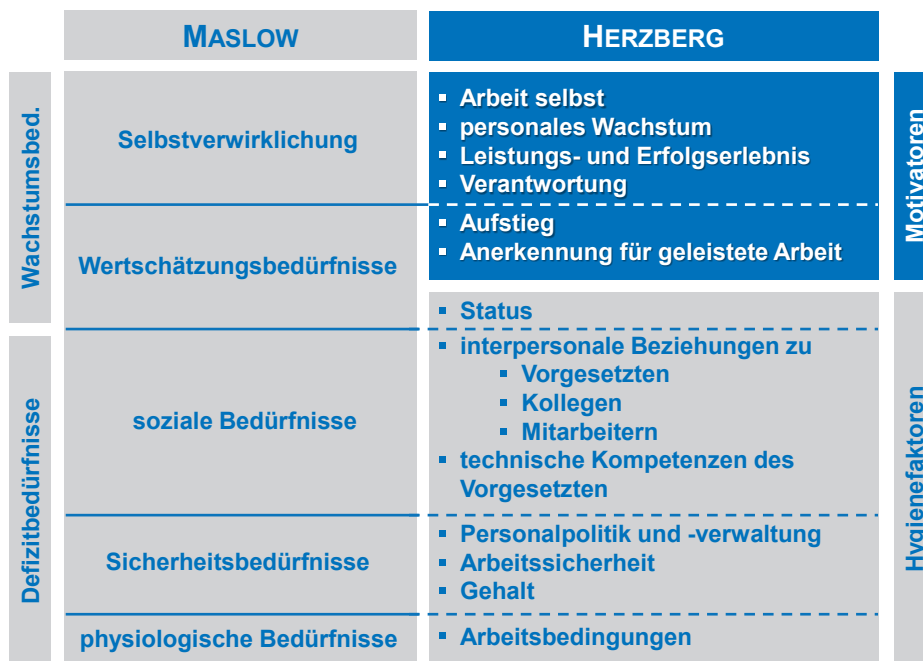 MASLOW
HERZBERG
Wachstumsbed.
Selbstverwirklichung
▪ Arbeit selbst
▪ personales Wachstum
▪ Leistungs- und Erfolgserlebnis
▪ Verantwortung
Motivatoren
Wertschätzungsbedürfnisse
▪ Aufstieg
▪ Anerkennung für geleistete Arbeit
▪ Status
Defizitbedürfnisse
soziale Bedürfnisse
▪ interpersonale Beziehungen zu
▪ Vorgesetzten
▪ Kollegen
▪ Mitarbeitern
▪ technische Kompetenzen des
Vorgesetzten
Hygienefaktoren
Sicherheitsbedürfnisse
▪ Personalpolitik und -verwaltung
▪ Arbeitssicherheit
▪ Gehalt
physiologische Bedürfnisse
▪ Arbeitsbedingungen